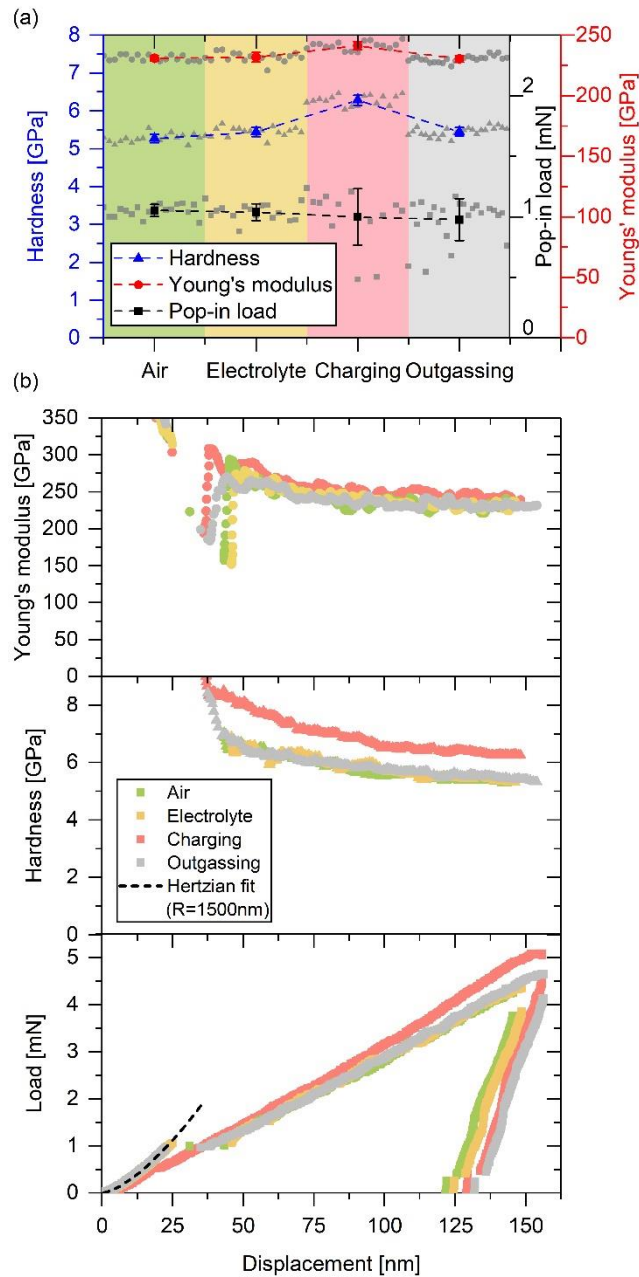 (a)
8
7
6
5
4
3
2
1
0
Hardness [GPa]
2
1
0
Pop-in load [mN]
250
200
150
100
50
0
Youngs' modulus [GPa]
Hardness
Young's modulus
Pop-in load
Air Electrolyte Charging Outgassing
(b)
350
300
250
200
150
100
50
0
Young's modulus [GPa]
8
6
4
2
0
Hardness [GPa]
Air
Electrolyte
Charging
Outgassing
Hertzian fit
(R=1500nm)
5
4
3
2
1
0
Load [mN]
0 25 50 75 100 125 150
Displacement [nm]